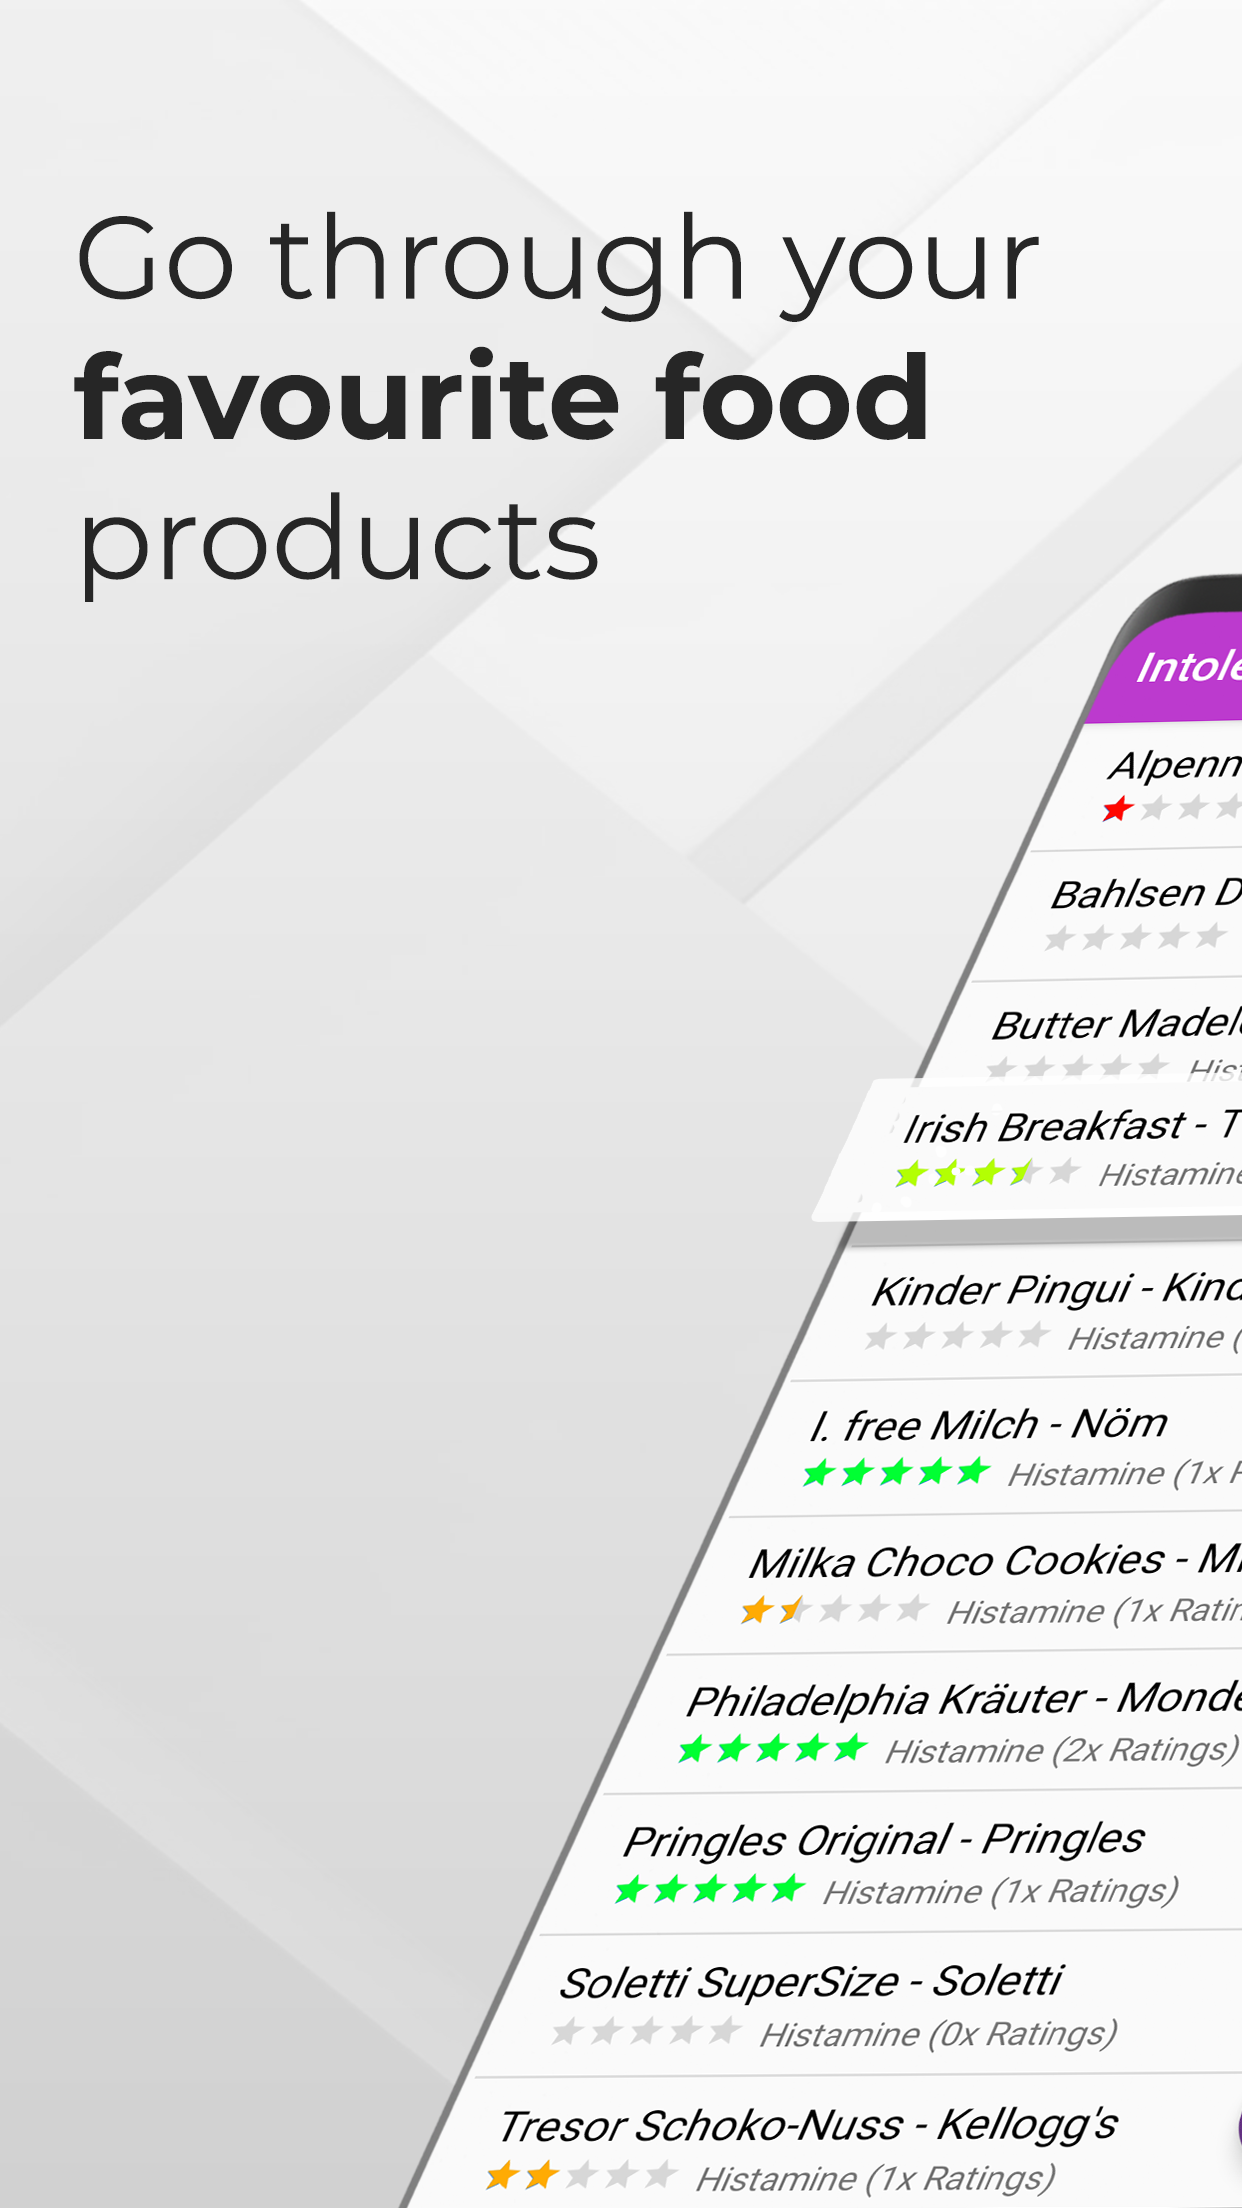 Go through your
favourite food
products
Intole
Alpenn
Bahlsen D
Butter Madel
Hist
Irish Breakfast - T
Histamine
Kinder Pingui - Kind
Histamine (
l. free Milch - Nöm
Histamine (1x R
Milka Choco Cookies - Mi
Histamine (1x Ratin
Philadelphia Kräuter - Monde
Histamine (2x Ratings)
Pringles Original - Pringles
Histamine (1x Ratings)
Soletti SuperSize - Soletti
Histamine (0x Ratings)
Tresor Schoko-Nuss - Kellogg's
Histamine (1x Ratings)